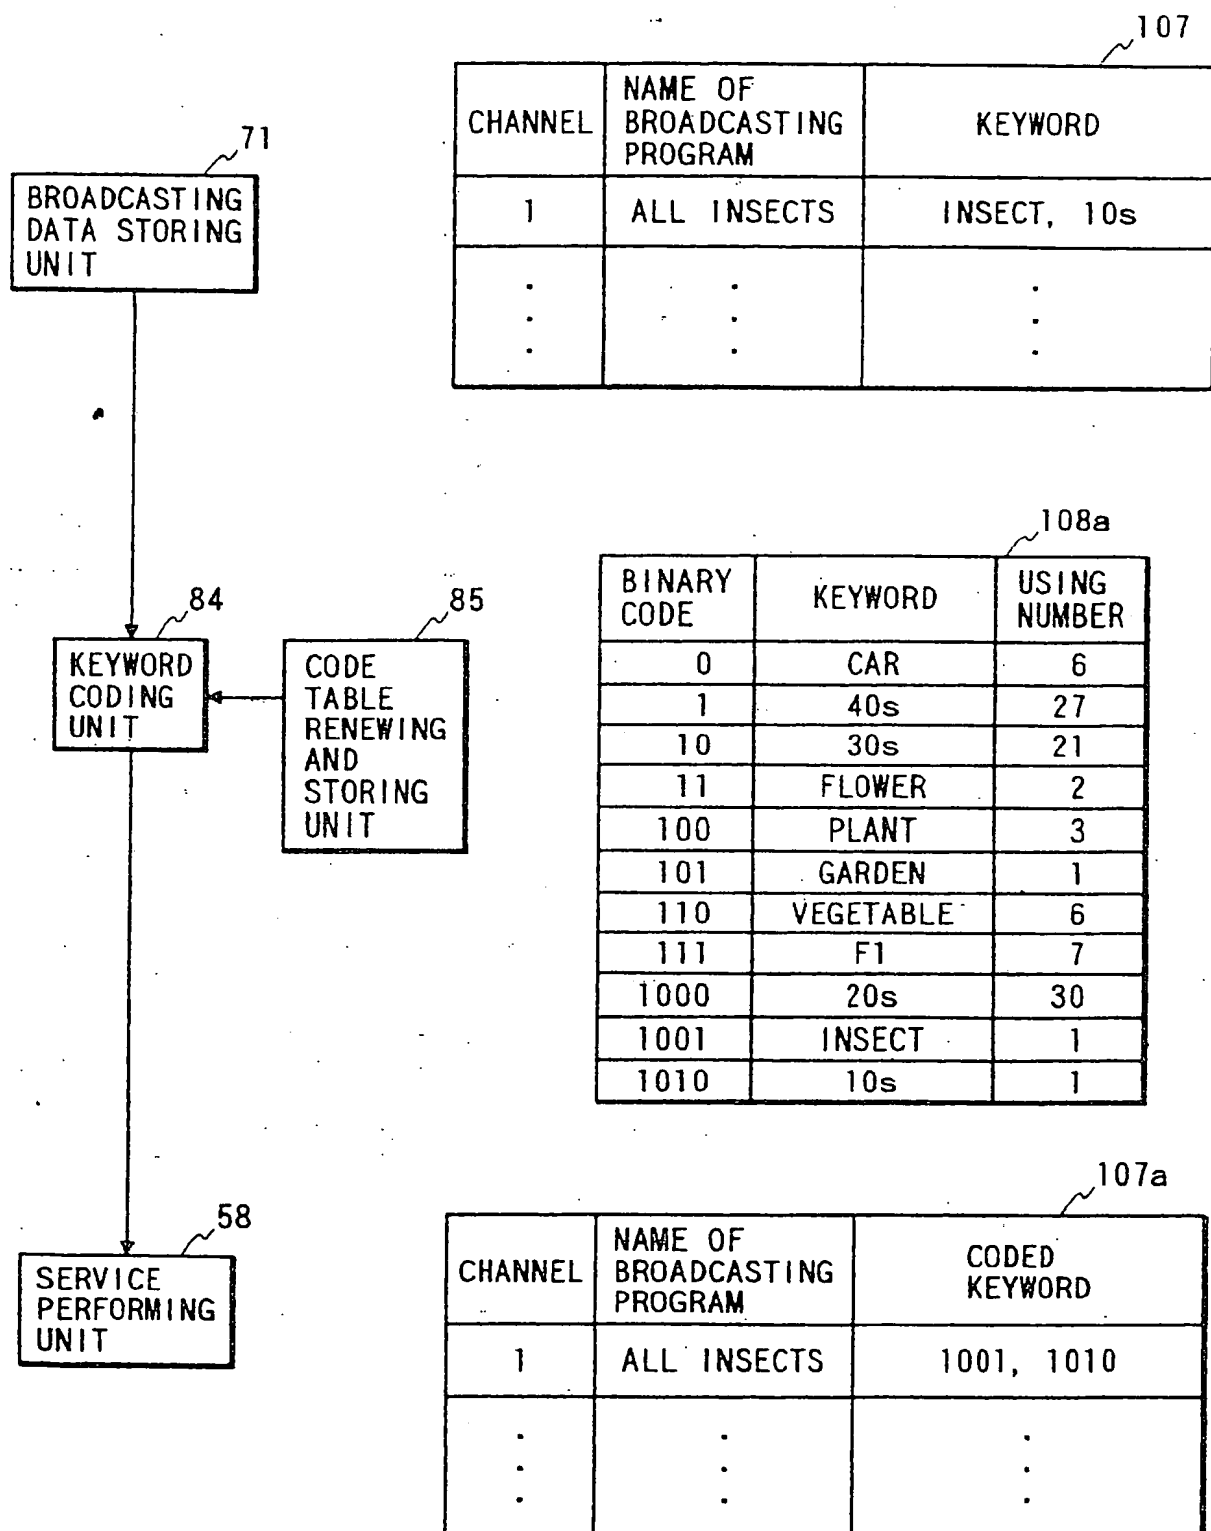 107
CHANNEL
NAME OF
BROADCASTING
PROGRAM
KEYWORD
1 ALL INSECTS INSECT, 10s
71
BROADCASTING
DATA STORING
UNIT
108a
BINARY
CODE
KEYWORD
USING
NUMBER
0 CAR 6
1 40s 27
10 30s 21
11 FLOWER 2
100 PLANT 3
101 GARDEN 1
110 VEGETABLE 6
111 F1 7
1000 20s 30
1001 INSECT 1
1010 10s 1
84
KEYWORD
CODING
UNIT
85
CODE
TABLE
RENEWING
AND
STORING
UNIT
107a
CHANNEL
NAME OF
BROADCASTING
PROGRAM
CODED
KEYWORD
1 ALL INSECTS 1001, 1010
58
SERVICE
PERFORMING
UNIT